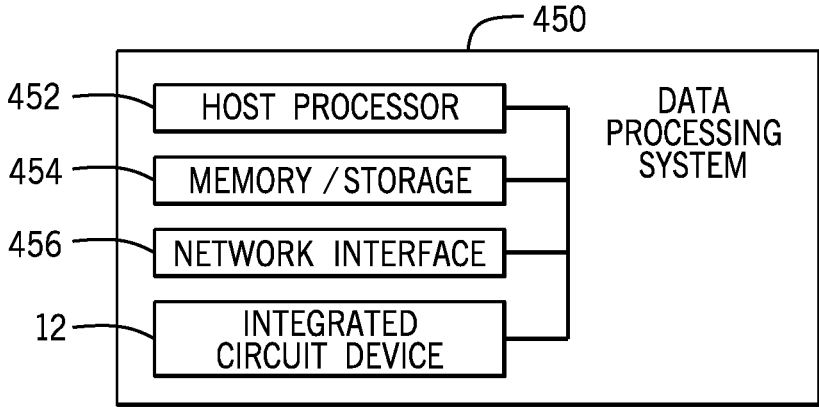 450
452
HOST PROCESSOR
DATA
PROCESSING
SYSTEM
454
MEMORY / STORAGE
456
NETWORK INTERFACE
12
INTEGRATED
CIRCUIT DEVICE